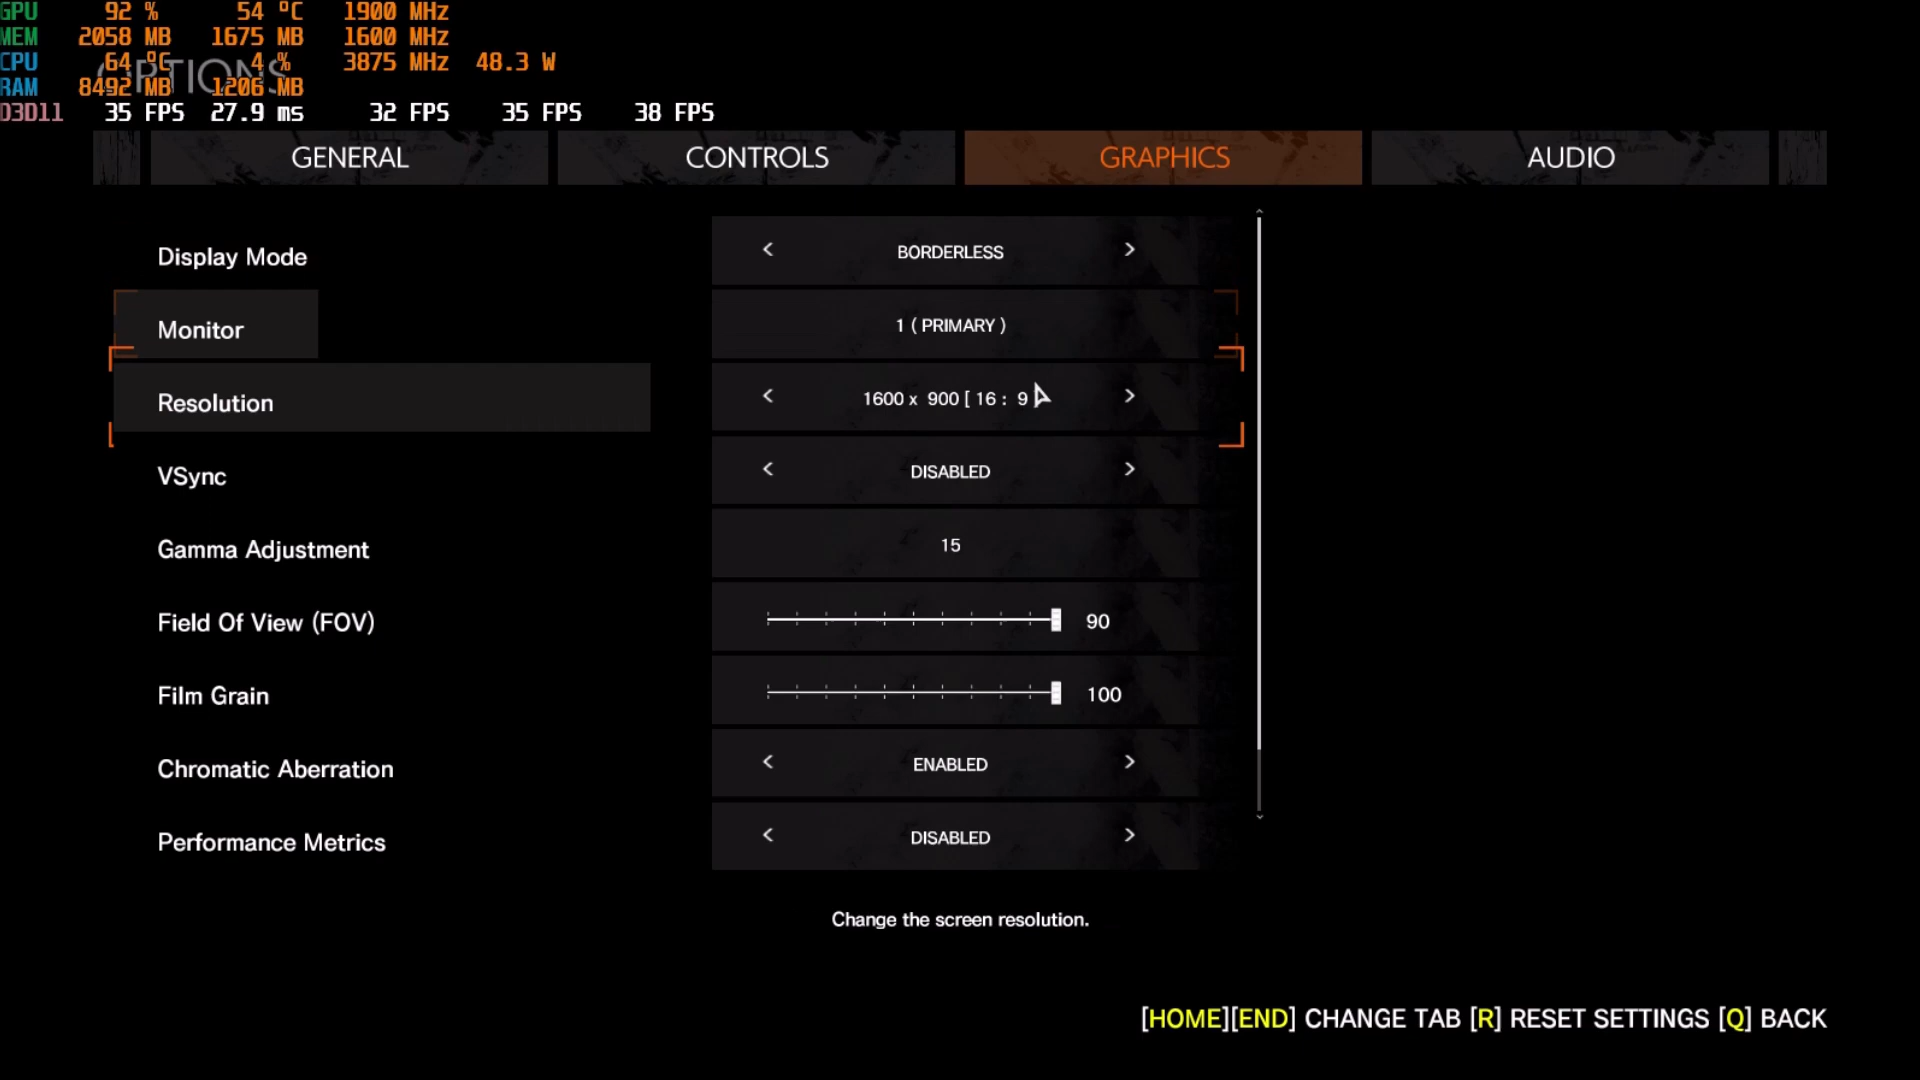 GPU 92 % 54 °C 1900 MHz
MEM 2058 MB 1675 MB 1600 MHz
CPU 64 °C 4 % 3875 MHz 48.3 W
OPTIONS
RAM 8492 MB 1206 MB
D3D11 35 FPS 27.9 ms 32 FPS 35 FPS 38 FPS
GENERAL CONTROLS GRAPHICS AUDIO
Display Mode < BORDERLESS >
Monitor 1 ( PRIMARY )
Resolution < 1600 x 900 [ 16 : 9 >
VSync < DISABLED >
Gamma Adjustment 15
Field Of View (FOV) 90
Film Grain 100
Chromatic Aberration < ENABLED >
Performance Metrics < DISABLED >
Change the screen resolution.
[HOME][END] CHANGE TAB [R] RESET SETTINGS [Q] BACK